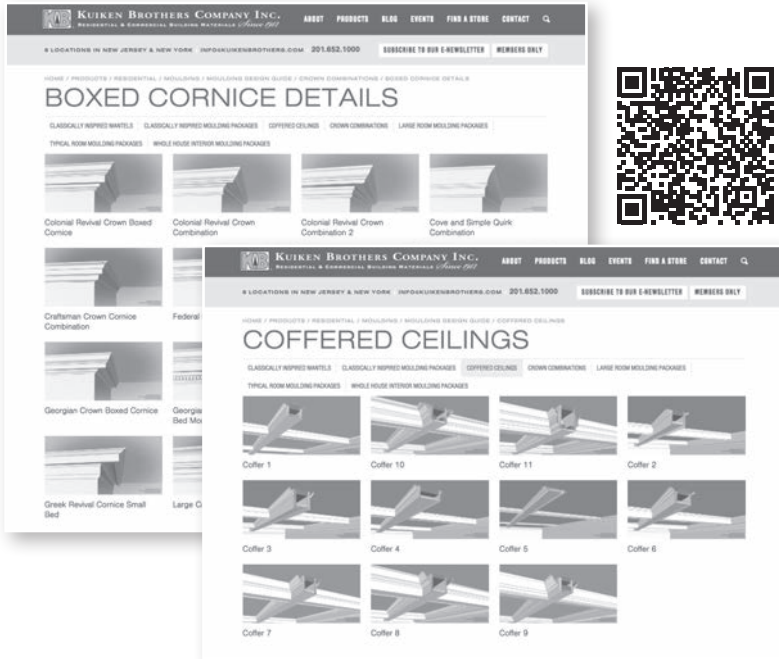 KUIKEN BROTHERS COMPANY INC.
RESIDENTIAL & COMMERCIAL BUILDING MATERIALS Since 1912
ABOUT PRODUCTS BLOG EVENTS FIND A STORE CONTACT
9 LOCATIONS IN NEW JERSEY & NEW YORK INFO@KUIKENBROTHERS.COM 201.652.1000 SUBSCRIBE TO OUR E-NEWSLETTER MEMBERS ONLY
HOME / PRODUCTS / RESIDENTIAL / MOULDING / MOULDING DESIGN GUIDE / CROWN COMBINATIONS / BOXED CORNICE DETAILS
BOXED CORNICE DETAILS
CLASSICALLY INSPIRED MANTELS CLASSICALLY INSPIRED MOULDING PACKAGES COFFERED CEILINGS CROWN COMBINATIONS LARGE ROOM MOULDING PACKAGES
TYPICAL ROOM MOULDING PACKAGES WHOLE HOUSE INTERIOR MOULDING PACKAGES
Colonial Revival Crown Boxed Cornice
Colonial Revival Crown Combination
Colonial Revival Crown Combination 2
Cove and Simple Quirk Combination
Craftsman Crown Cornice Combination
Federal
Georgian Crown Boxed Cornice
Georgia
Bed Mo
Greek Revival Cornice Small Bed
Large C
KUIKEN BROTHERS COMPANY INC.
RESIDENTIAL & COMMERCIAL BUILDING MATERIALS Since 1912
ABOUT PRODUCTS BLOG EVENTS FIND A STORE CONTACT
9 LOCATIONS IN NEW JERSEY & NEW YORK INFO@KUIKENBROTHERS.COM 201.652.1000 SUBSCRIBE TO OUR E-NEWSLETTER MEMBERS ONLY
HOME / PRODUCTS / RESIDENTIAL / MOULDING / MOULDING DESIGN GUIDE / COFFERED CEILINGS
COFFERED CEILINGS
CLASSICALLY INSPIRED MANTELS CLASSICALLY INSPIRED MOULDING PACKAGES COFFERED CEILINGS CROWN COMBINATIONS LARGE ROOM MOULDING PACKAGES
TYPICAL ROOM MOULDING PACKAGES WHOLE HOUSE INTERIOR MOULDING PACKAGES
Coffer 1 Coffer 10 Coffer 11 Coffer 2
Coffer 3 Coffer 4 Coffer 5 Coffer 6
Coffer 7 Coffer 8 Coffer 9